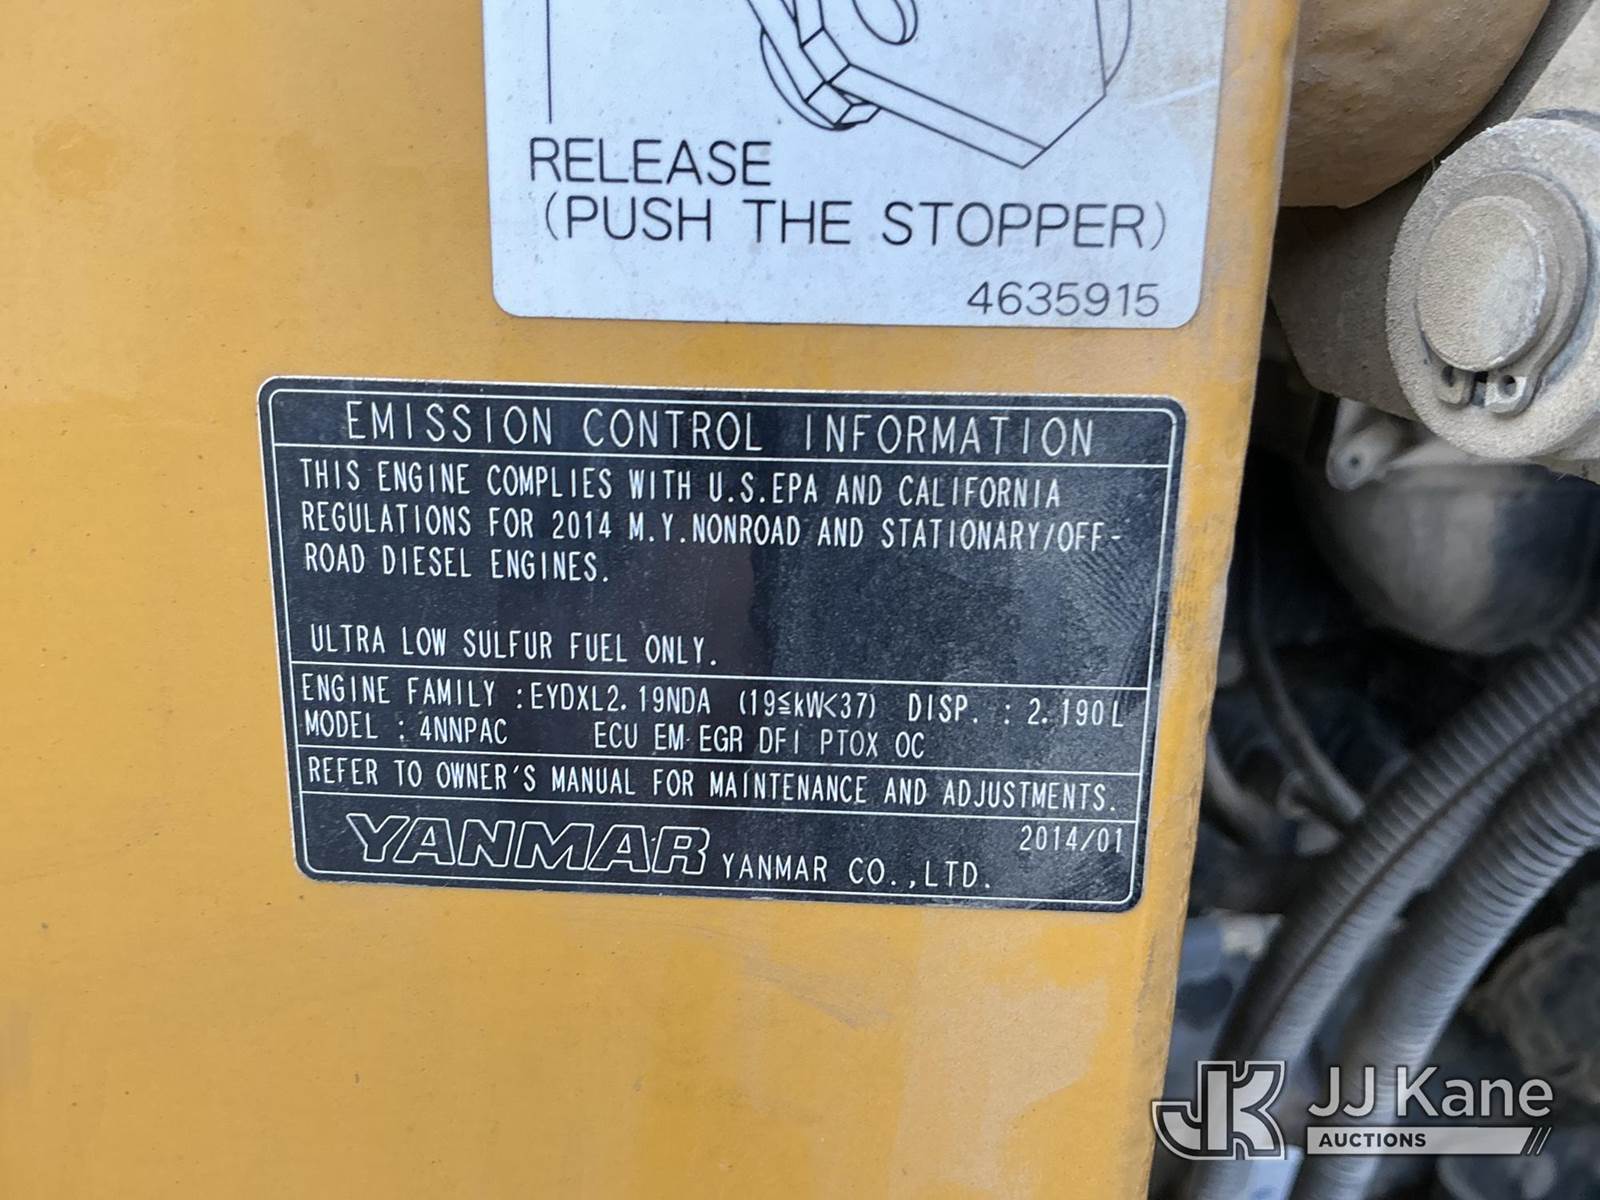 RELEASE
(PUSH THE STOPPER)
4635915
EMISSION CONTROL INFORMATION
THIS ENGINE COMPLIES WITH U.S.EPA AND CALIFORNIA
REGULATIONS FOR 2014 M.Y.NONROAD AND STATIONARY/OFF-
ROAD DIESEL ENGINES.
ULTRA LOW SULFUR FUEL ONLY.
ENGINE FAMILY :EYDXL2.19NDA (19≦kW<37) DISP. : 2.190L
MODEL : 4NNPAC ECU EM EGR DFI PTOX OC
REFER TO OWNER'S MANUAL FOR MAINTENANCE AND ADJUSTMENTS.
2014/01
YANMAR YANMAR CO.,LTD.
JK JJ Kane
AUCTIONS